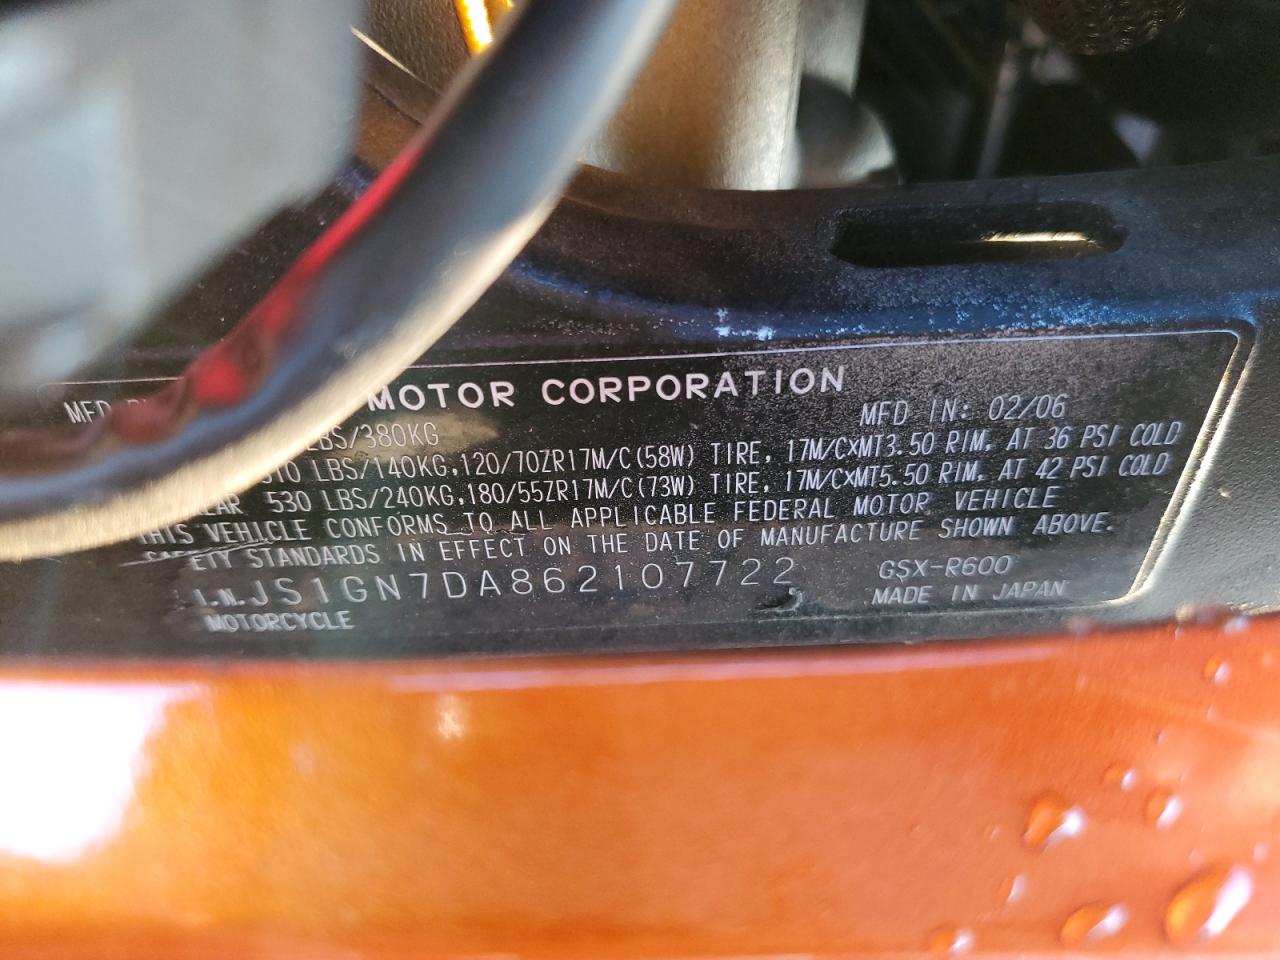 MFD MOTOR CORPORATION
MFD IN: 02/06
LBS/380KG
310 LBS/140KG,120/70ZR17M/C(58W) TIRE, 17M/CXMT3.50 RIM, AT 36 PSI COLD
530 LBS/240KG,180/55ZR17M/C(73W) TIRE, 17M/CXMT5.50 RIM, AT 42 PSI COLD
THIS VEHICLE CONFORMS TO ALL APPLICABLE FEDERAL MOTOR VEHICLE
SAFETY STANDARDS IN EFFECT ON THE DATE OF MANUFACTURE SHOWN ABOVE.
I.N.JS1GN7DA862107722 GSX-R600
MOTORCYCLE MADE IN JAPAN